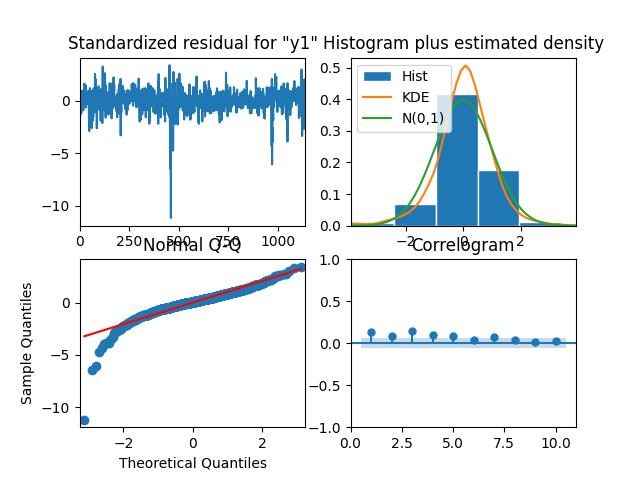 Standardized residual for "y1"
Histogram plus estimated density
0
−5
−10
0 250 500 750 1000
0.5
0.4
0.3
0.2
0.1
0.0
−2 0 2
Hist
KDE
N(0,1)
Normal Q-Q
Sample Quantiles
0
−5
−10
−2 0 2
Theoretical Quantiles
Correlogram
1.0
0.5
0.0
−0.5
−1.0
0.0 2.5 5.0 7.5 10.0